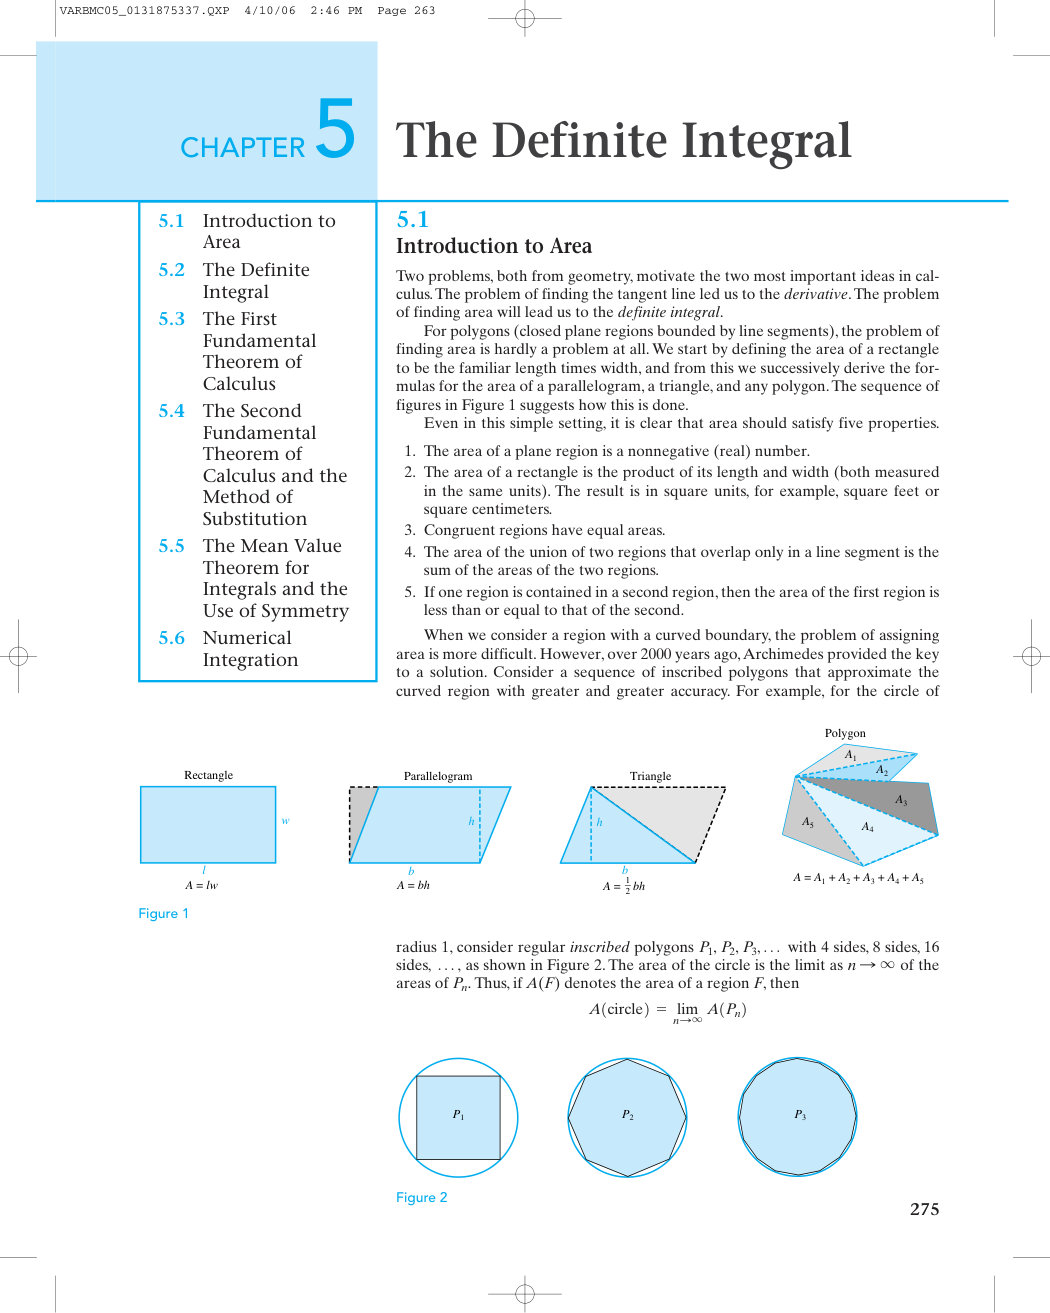 VARBMC05_0131875337.QXP 4/10/06 2:46 PM Page 263
CHAPTER 5
The Definite Integral
5.1 Introduction to
Area
5.2 The Definite
Integral
5.3 The First
Fundamental
Theorem of
Calculus
5.4 The Second
Fundamental
Theorem of
Calculus and the
Method of
Substitution
5.5 The Mean Value
Theorem for
Integrals and the
Use of Symmetry
5.6 Numerical
Integration
5.1
Introduction to Area
Two problems, both from geometry, motivate the two most important ideas in cal-
culus. The problem of finding the tangent line led us to the derivative. The problem
of finding area will lead us to the definite integral.
For polygons (closed plane regions bounded by line segments), the problem of
finding area is hardly a problem at all. We start by defining the area of a rectangle
to be the familiar length times width, and from this we successively derive the for-
mulas for the area of a parallelogram, a triangle, and any polygon. The sequence of
figures in Figure 1 suggests how this is done.
Even in this simple setting, it is clear that area should satisfy five properties.
1. The area of a plane region is a nonnegative (real) number.
2. The area of a rectangle is the product of its length and width (both measured
in the same units). The result is in square units, for example, square feet or
square centimeters.
3. Congruent regions have equal areas.
4. The area of the union of two regions that overlap only in a line segment is the
sum of the areas of the two regions.
5. If one region is contained in a second region, then the area of the first region is
less than or equal to that of the second.
When we consider a region with a curved boundary, the problem of assigning
area is more difficult. However, over 2000 years ago, Archimedes provided the key
to a solution. Consider a sequence of inscribed polygons that approximate the
curved region with greater and greater accuracy. For example, for the circle of
Rectangle
w
l
A = lw
Parallelogram
h
b
A = bh
Triangle
h
b
A = 1/2 bh
Polygon
A₁
A₂
A₃
A₄
A₅
A = A₁ + A₂ + A₃ + A₄ + A₅
Figure 1
radius 1, consider regular inscribed polygons P₁, P₂, P₃, . . . with 4 sides, 8 sides, 16
sides, . . . , as shown in Figure 2. The area of the circle is the limit as n → ∞ of the
areas of Pₙ. Thus, if A(F) denotes the area of a region F, then
A(circle) = lim A(Pₙ)
n→∞
P₁
P₂
P₃
Figure 2
275